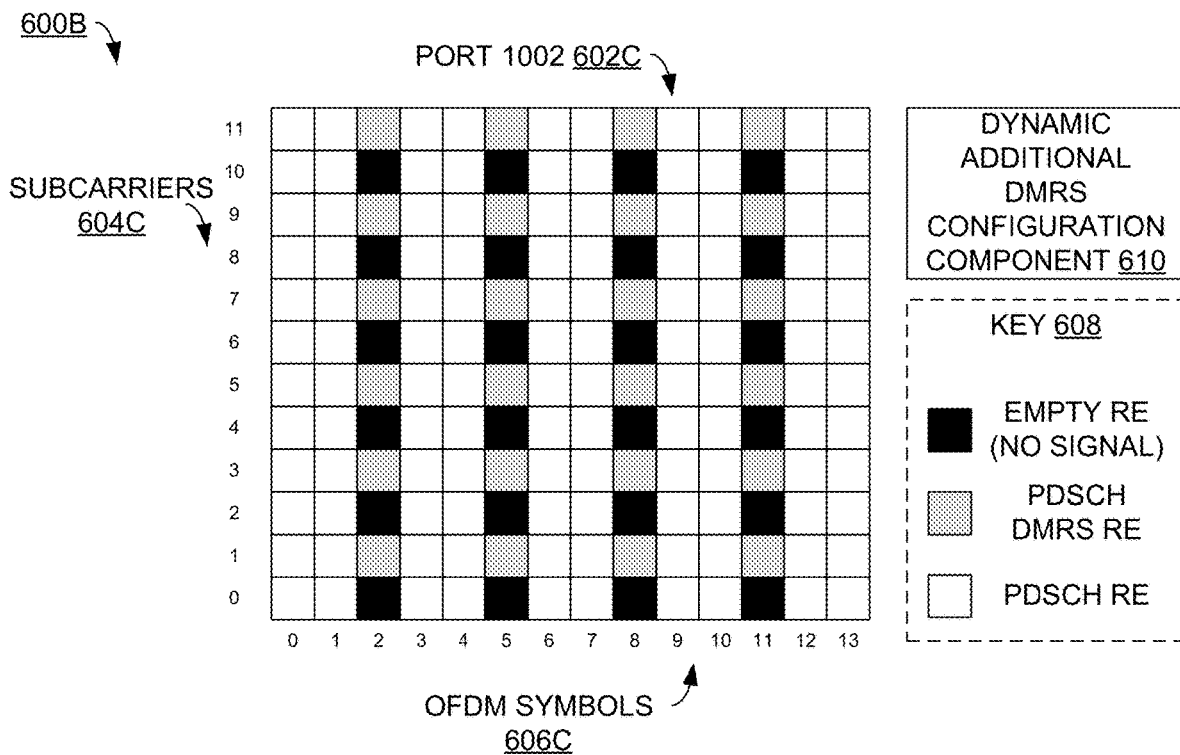 600B
PORT 1002 602C
11
10
9
8
7
6
5
4
3
2
1
0
SUBCARRIERS
604C
0 1 2 3 4 5 6 7 8 9 10 11 12 13
OFDM SYMBOLS
606C
DYNAMIC
ADDITIONAL
DMRS
CONFIGURATION
COMPONENT 610
KEY 608
EMPTY RE
(NO SIGNAL)
PDSCH
DMRS RE
PDSCH RE